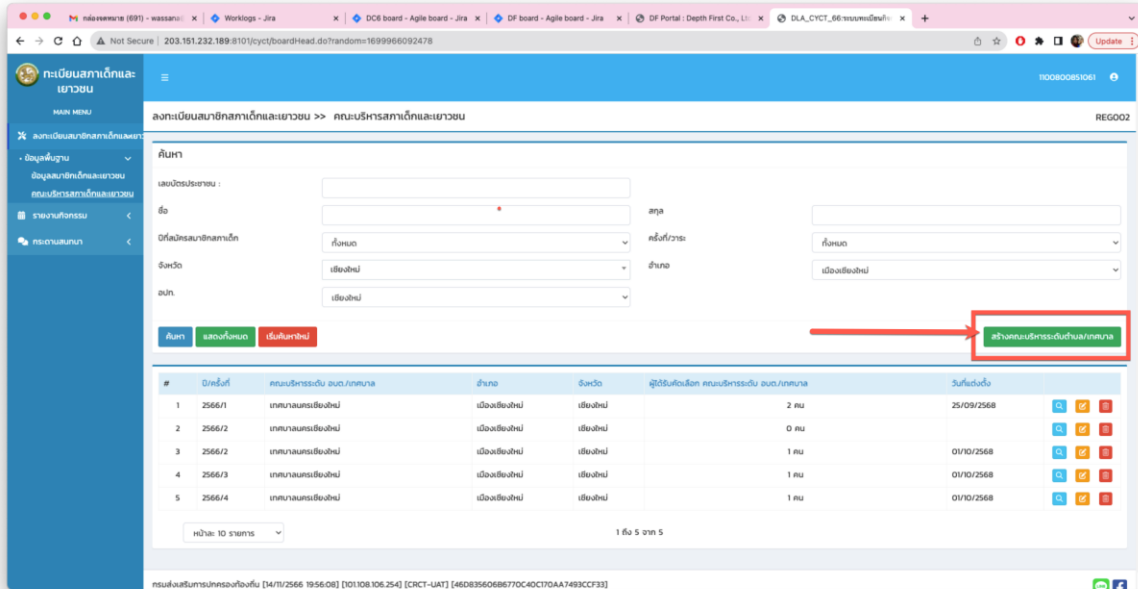 กล่องจดหมาย (691) - wassana
Worklogs - Jira
DC6 board - Agile board - Jira
DF board - Agile board - Jira
DF Portal : Depth First Co., Lt
DLA_CYCT_66:ระบบทะเบียนกิจ
Not Secure | 203.151.232.189:8101/cyct/boardHead.do?random=1699966092478
Update
ทะเบียนสภาเด็กและ
เยาวชน
1100800851061
MAIN MENU
ลงทะเบียนสมาชิกสภาเด็กและเยาวชน >> คณะบริหารสภาเด็กและเยาวชน
REG002
ลงทะเบียนสมาชิกสภาเด็กและเยาว
ข้อมูลพื้นฐาน
ข้อมูลสมาชิกเด็กและเยาวชน
คณะบริหารสภาเด็กและเยาวชน
รายงานกิจกรรม
กระดานสนทนา
ค้นหา
เลขบัตรประชาชน :
ชื่อ
สกุล
ปีที่สมัครสมาชิกสภาเด็ก ทั้งหมด ครั้งที่/วาระ ทั้งหมด
จังหวัด เชียงใหม่ อำเภอ เมืองเชียงใหม่
อปท. เชียงใหม่
ค้นหา แสดงทั้งหมด เริ่มค้นหาใหม่ สร้างคณะบริหารระดับตำบล/เทศบาล
# ปี/ครั้งที่ คณะบริหารระดับ อบต./เทศบาล อำเภอ จังหวัด ผู้ได้รับคัดเลือก คณะบริหารระดับ อบต./เทศบาล วันที่แต่งตั้ง
1 2566/1 เทศบาลนครเชียงใหม่ เมืองเชียงใหม่ เชียงใหม่ 2 คน 25/09/2568
2 2566/2 เทศบาลนครเชียงใหม่ เมืองเชียงใหม่ เชียงใหม่ 0 คน
3 2566/2 เทศบาลนครเชียงใหม่ เมืองเชียงใหม่ เชียงใหม่ 1 คน 01/10/2568
4 2566/3 เทศบาลนครเชียงใหม่ เมืองเชียงใหม่ เชียงใหม่ 1 คน 01/10/2568
5 2566/4 เทศบาลนครเชียงใหม่ เมืองเชียงใหม่ เชียงใหม่ 1 คน 01/10/2568
หน้าละ 10 รายการ 1 ถึง 5 จาก 5
กรมส่งเสริมการปกครองท้องถิ่น [14/11/2566 19:56:08] [101.108.106.254] [CRCT-UAT] [46D835606B6770C40C170AA7493CCF33]